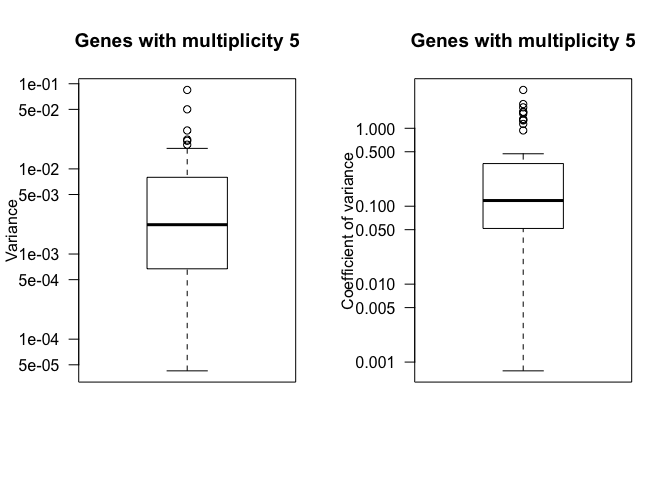 Genes with multiplicity 5
Variance
1e-01
5e-02
1e-02
5e-03
1e-03
5e-04
1e-04
5e-05
Genes with multiplicity 5
Coefficient of variance
1.000
0.500
0.100
0.050
0.010
0.005
0.001